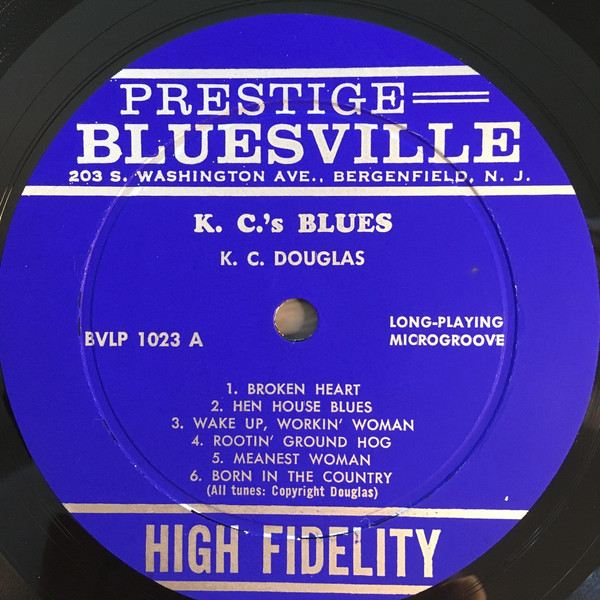 PRESTIGE
BLUESVILLE
203 S. WASHINGTON AVE., BERGENFIELD, N. J.
K. C.'s BLUES
K. C. DOUGLAS
BVLP 1023 A
LONG-PLAYING
MICROGROOVE
1. BROKEN HEART
2. HEN HOUSE BLUES
3. WAKE UP, WORKIN' WOMAN
4. ROOTIN' GROUND HOG
5. MEANEST WOMAN
6. BORN IN THE COUNTRY
(All tunes: Copyright Douglas)
HIGH FIDELITY